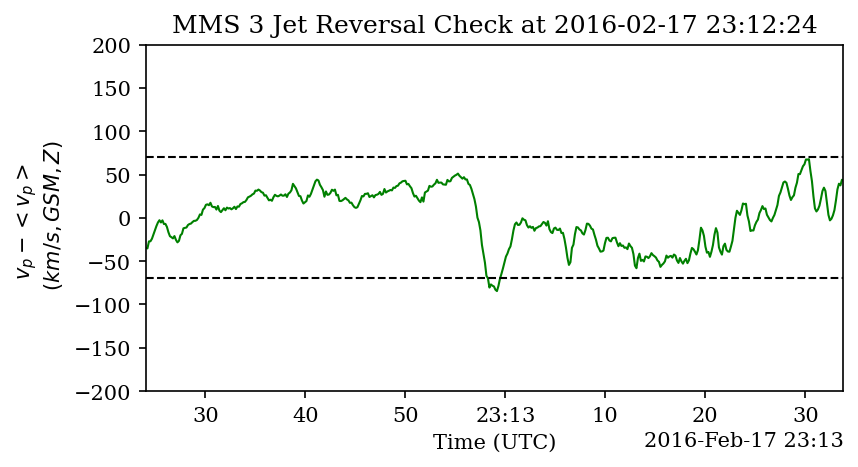 MMS 3 Jet Reversal Check at 2016-02-17 23:12:24
200
150
100
50
0
−50
−100
−150
−200
v_p − <v_p>
(km/s, GSM, Z)
30 40 50 23:13 10 20 30
Time (UTC)
2016-Feb-17 23:13